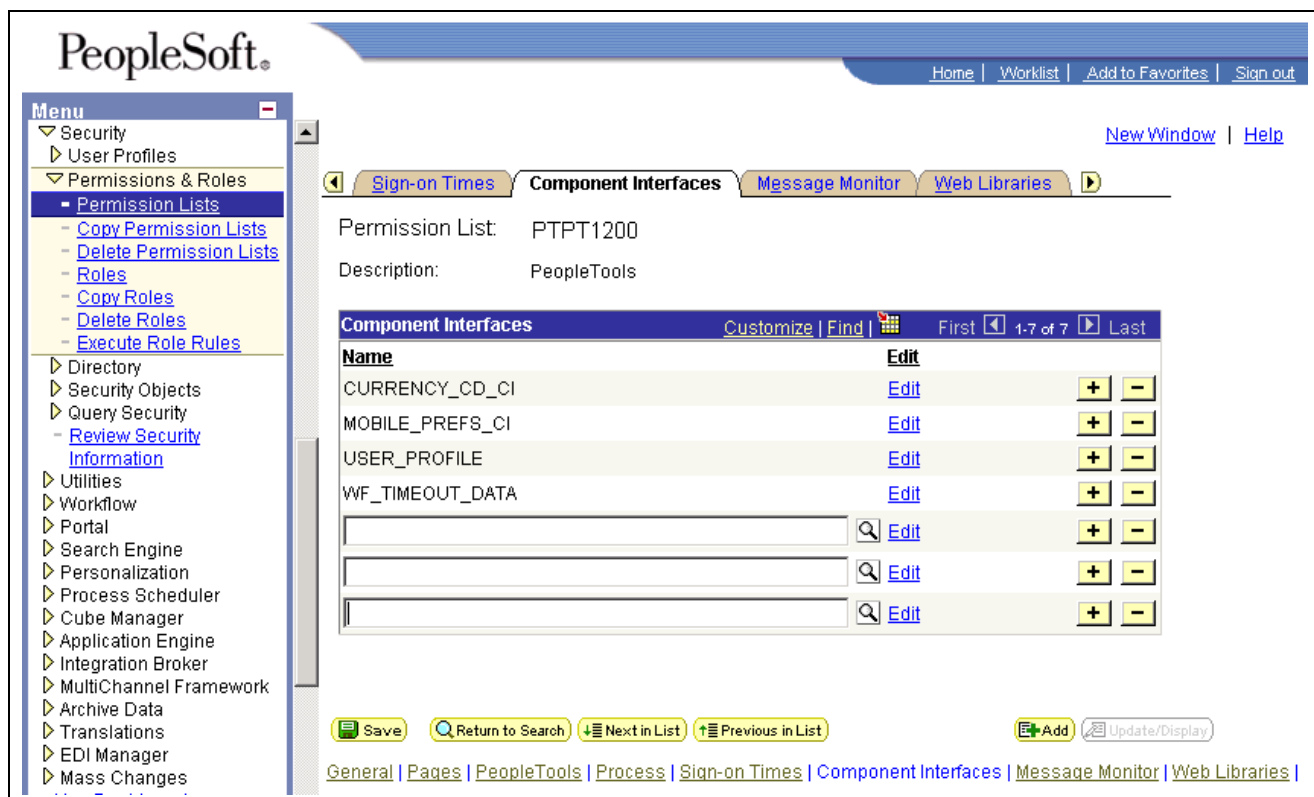 PeopleSoft®
Home | Worklist | Add to Favorites | Sign out
Menu
Security
User Profiles
Permissions & Roles
Permission Lists
Copy Permission Lists
Delete Permission Lists
Roles
Copy Roles
Delete Roles
Execute Role Rules
Directory
Security Objects
Query Security
Review Security
Information
Utilities
Workflow
Portal
Search Engine
Personalization
Process Scheduler
Cube Manager
Application Engine
Integration Broker
MultiChannel Framework
Archive Data
Translations
EDI Manager
Mass Changes
New Window | Help
Sign-on Times Component Interfaces Message Monitor Web Libraries
Permission List: PTPT1200
Description: PeopleTools
Component Interfaces Customize | Find | First 1-7 of 7 Last
Name Edit
CURRENCY_CD_CI Edit + -
MOBILE_PREFS_CI Edit + -
USER_PROFILE Edit + -
WF_TIMEOUT_DATA Edit + -
Edit + -
Edit + -
Edit + -
Save Return to Search Next in List Previous in List Add Update/Display
General | Pages | PeopleTools | Process | Sign-on Times | Component Interfaces | Message Monitor | Web Libraries |